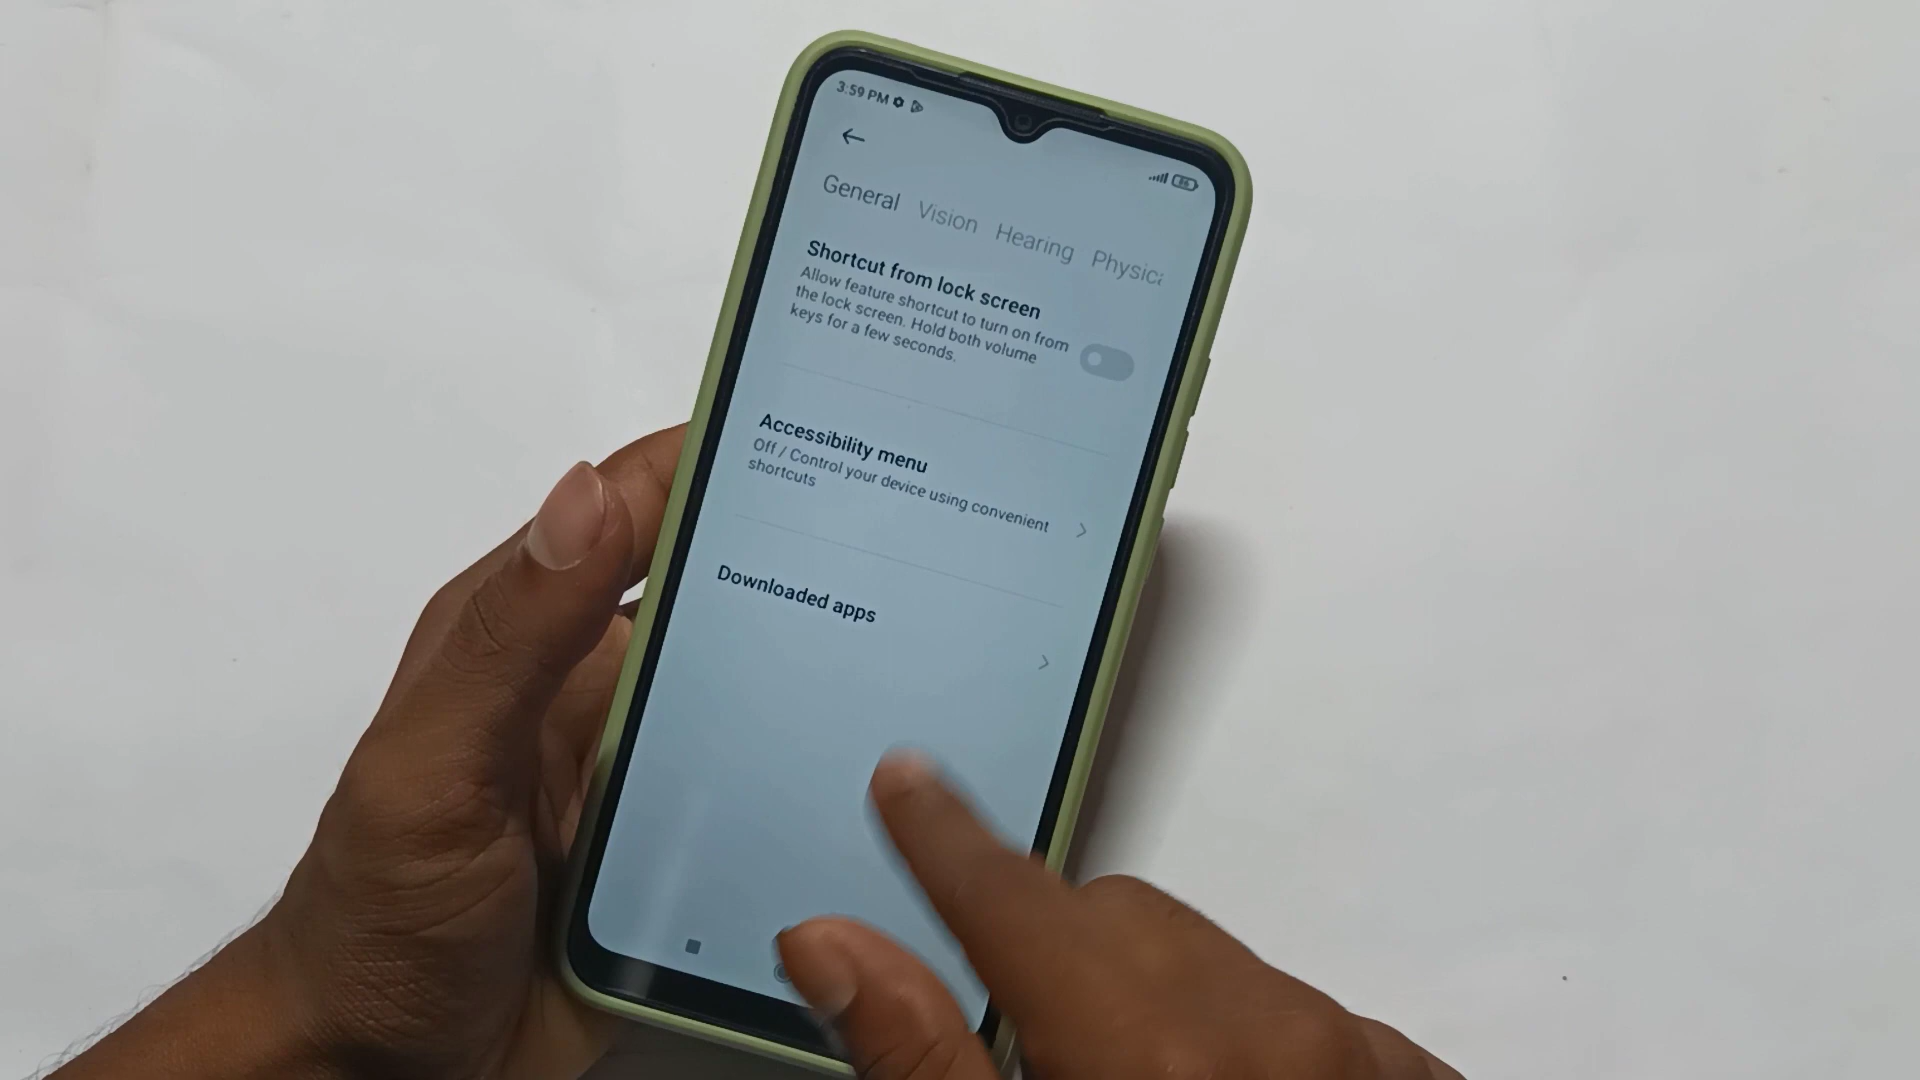 3:59 PM
General Vision Hearing Physica
Shortcut from lock screen
Allow feature shortcut to turn on from
the lock screen. Hold both volume
keys for a few seconds.
Accessibility menu
Off / Control your device using convenient
shortcuts
Downloaded apps